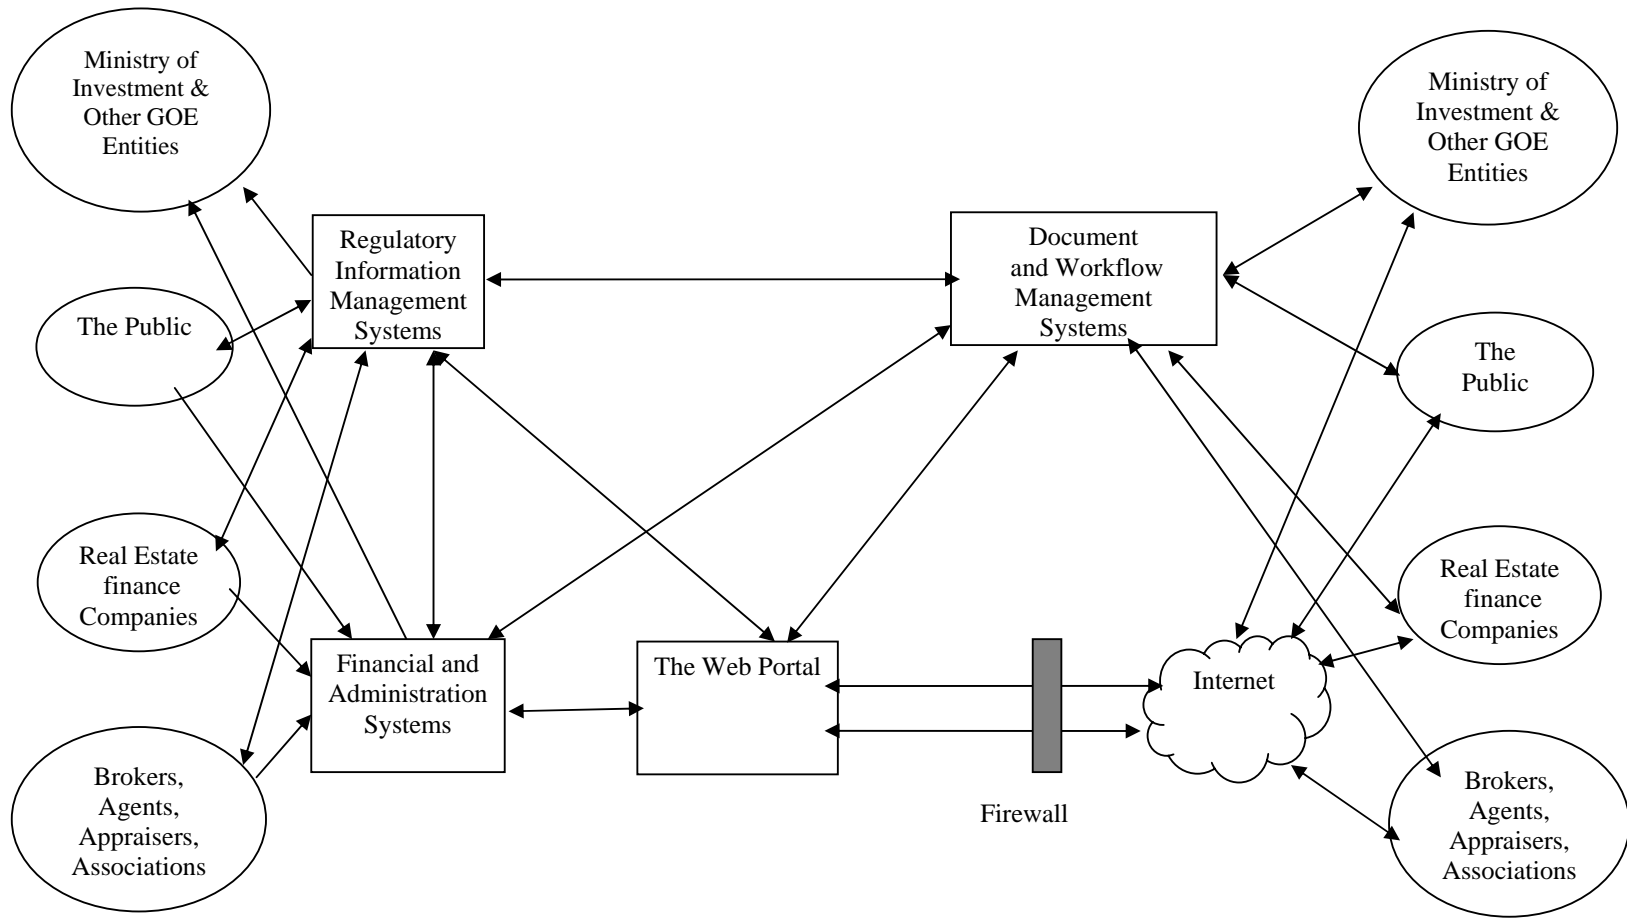 Ministry of
Investment &
Other GOE
Entities
Ministry of
Investment &
Other GOE
Entities
Regulatory
Information
Management
Systems
Document
and Workflow
Management
Systems
The Public
The
Public
Real Estate
finance
Companies
Real Estate
finance
Companies
Financial and
Administration
Systems
The Web Portal
Internet
Firewall
Brokers,
Agents,
Appraisers,
Associations
Brokers,
Agents,
Appraisers,
Associations